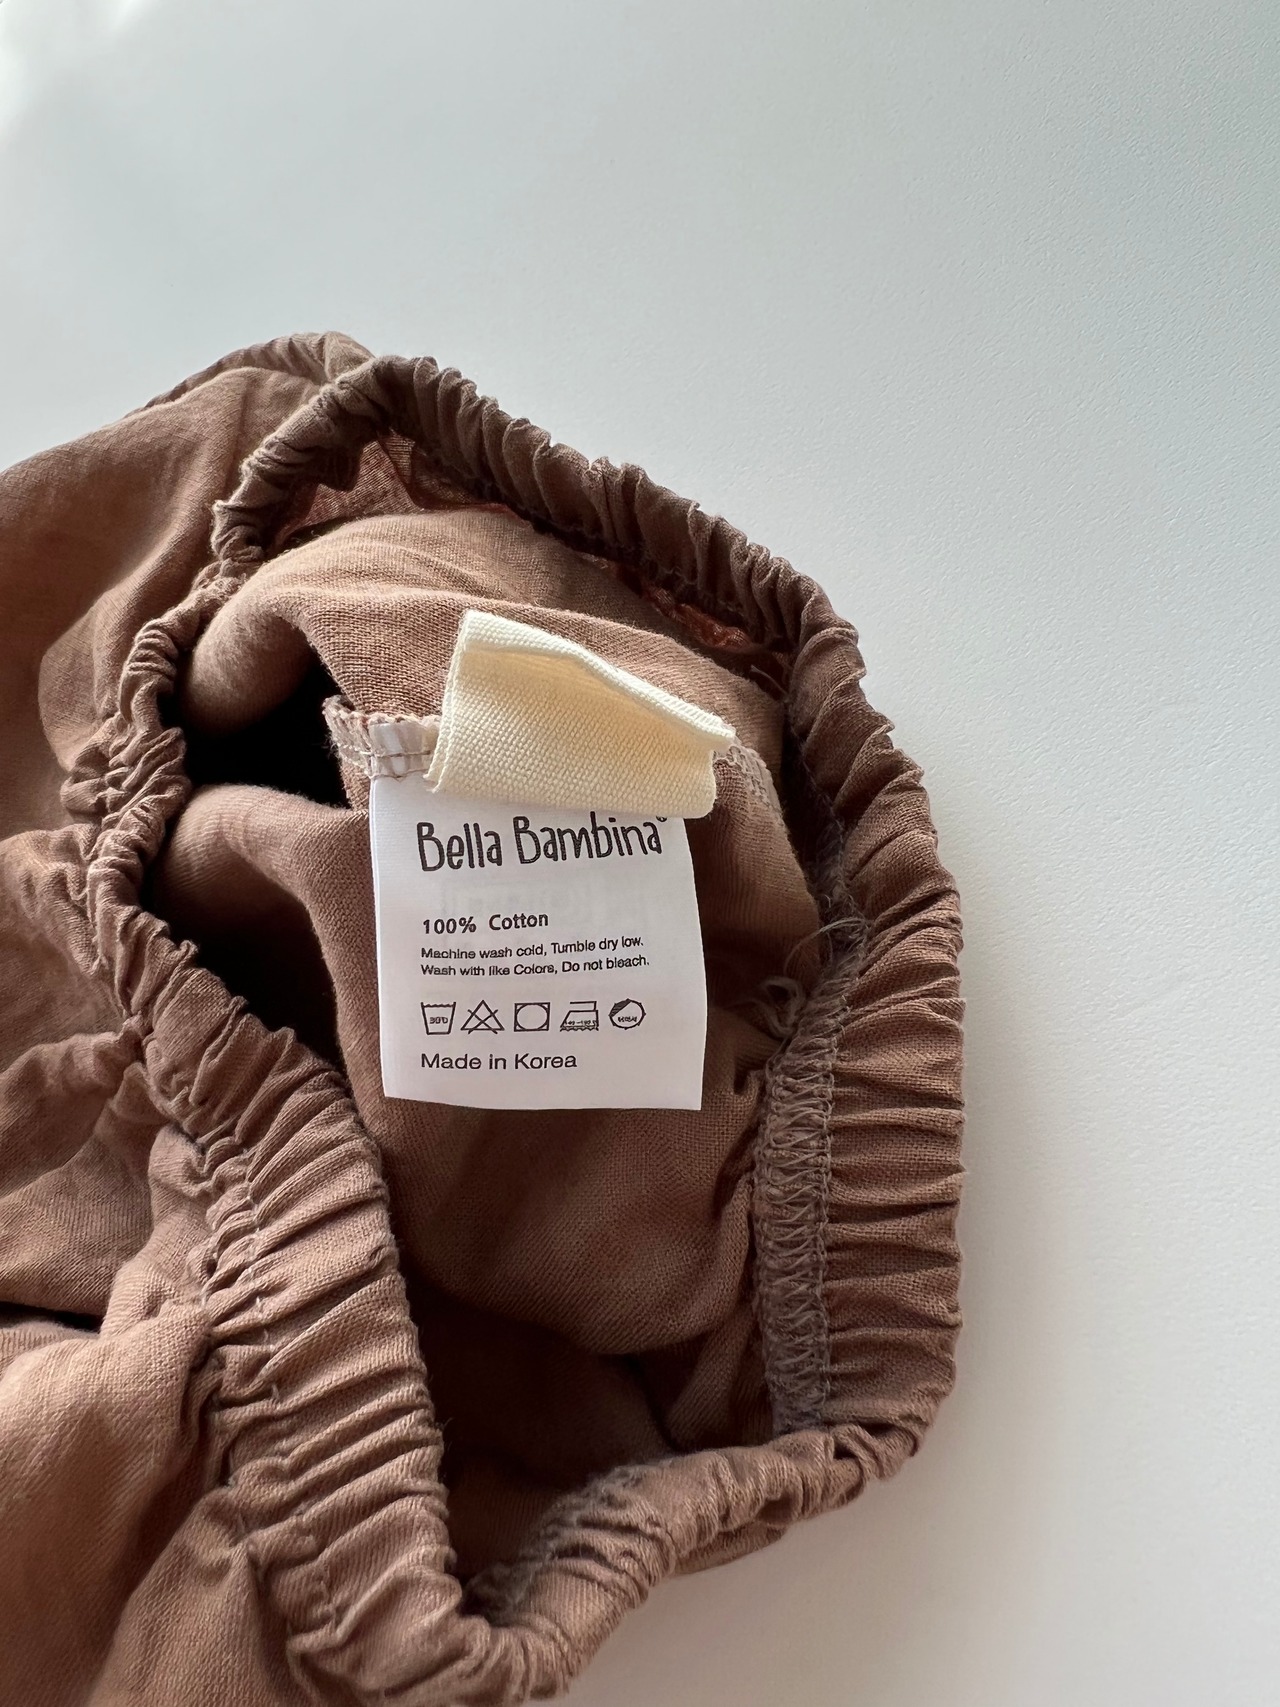 Bella Bambina®
100% Cotton
Machine wash cold, Tumble dry low.
Wash with like Colors, Do not bleach.
Made in Korea